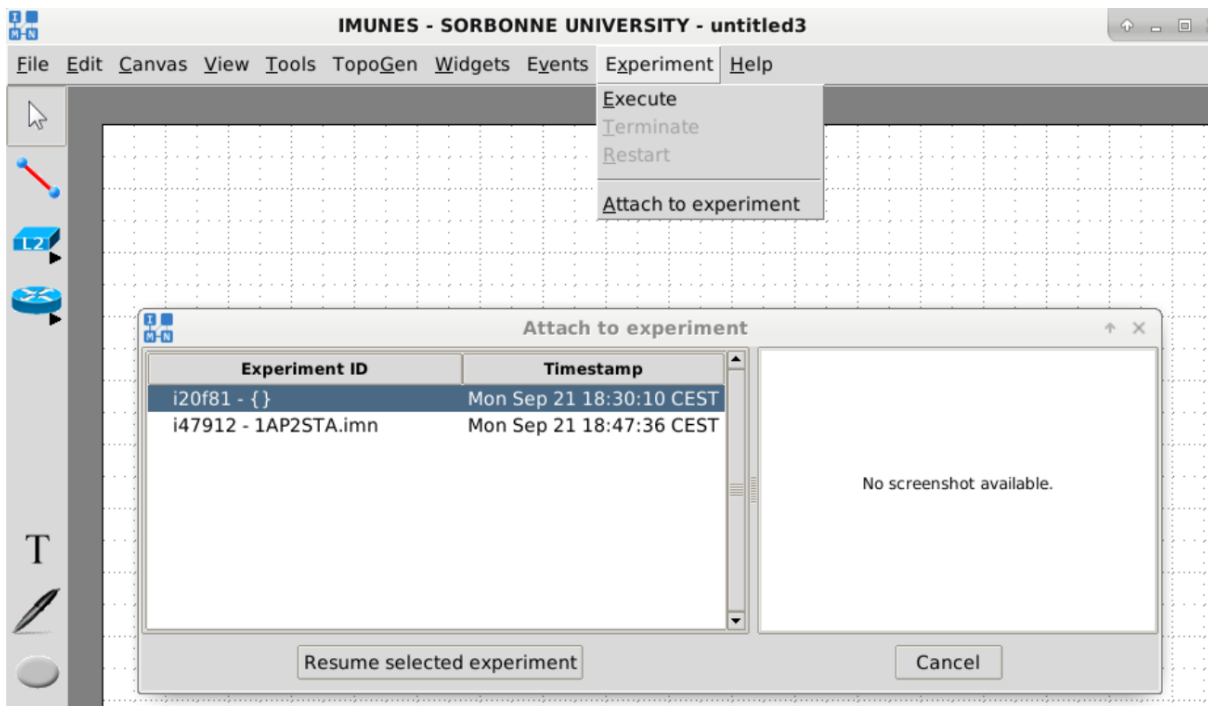 IMUNES - SORBONNE UNIVERSITY - untitled3
File Edit Canvas View Tools TopoGen Widgets Events Experiment Help
Execute
Terminate
Restart
Attach to experiment
L2
Attach to experiment
Experiment ID Timestamp
i20f81 - {} Mon Sep 21 18:30:10 CEST
i47912 - 1AP2STA.imn Mon Sep 21 18:47:36 CEST
No screenshot available.
T
Resume selected experiment Cancel